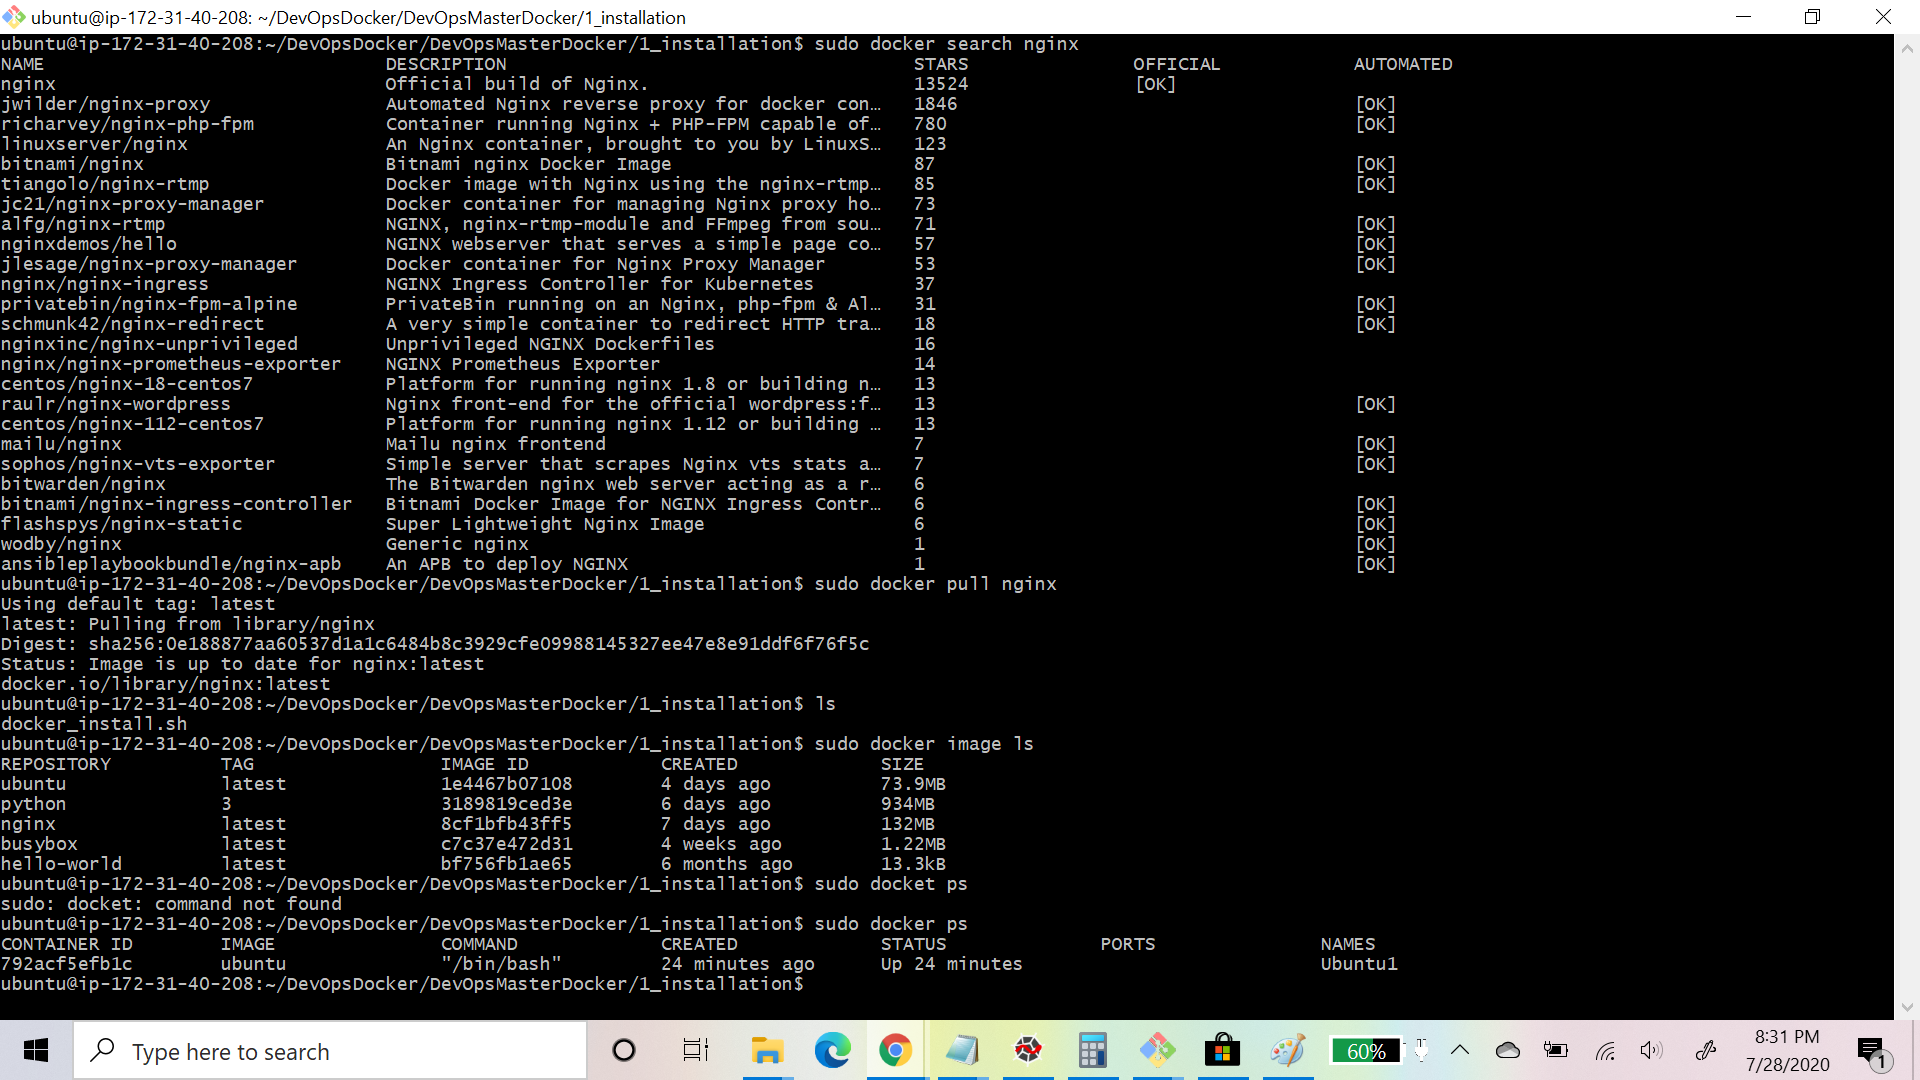 ubuntu@ip-172-31-40-208: ~/DevOpsDocker/DevOpsMasterDocker/1_installation
ubuntu@ip-172-31-40-208:~/DevOpsDocker/DevOpsMasterDocker/1_installation$ sudo docker search nginx
NAME DESCRIPTION STARS OFFICIAL AUTOMATED
nginx Official build of Nginx. 13524 [OK]
jwilder/nginx-proxy Automated Nginx reverse proxy for docker con… 1846 [OK]
richarvey/nginx-php-fpm Container running Nginx + PHP-FPM capable of… 780 [OK]
linuxserver/nginx An Nginx container, brought to you by LinuxS… 123
bitnami/nginx Bitnami nginx Docker Image 87 [OK]
tiangolo/nginx-rtmp Docker image with Nginx using the nginx-rtmp… 85 [OK]
jc21/nginx-proxy-manager Docker container for managing Nginx proxy ho… 73
alfg/nginx-rtmp NGINX, nginx-rtmp-module and FFmpeg from sou… 71 [OK]
nginxdemos/hello NGINX webserver that serves a simple page co… 57 [OK]
jlesage/nginx-proxy-manager Docker container for Nginx Proxy Manager 53 [OK]
nginx/nginx-ingress NGINX Ingress Controller for Kubernetes 37
privatebin/nginx-fpm-alpine PrivateBin running on an Nginx, php-fpm & Al… 31 [OK]
schmunk42/nginx-redirect A very simple container to redirect HTTP tra… 18 [OK]
nginxinc/nginx-unprivileged Unprivileged NGINX Dockerfiles 16
nginx/nginx-prometheus-exporter NGINX Prometheus Exporter 14
centos/nginx-18-centos7 Platform for running nginx 1.8 or building n… 13
raulr/nginx-wordpress Nginx front-end for the official wordpress:f… 13 [OK]
centos/nginx-112-centos7 Platform for running nginx 1.12 or building … 13
mailu/nginx Mailu nginx frontend 7 [OK]
sophos/nginx-vts-exporter Simple server that scrapes Nginx vts stats a… 7 [OK]
bitwarden/nginx The Bitwarden nginx web server acting as a r… 6
bitnami/nginx-ingress-controller Bitnami Docker Image for NGINX Ingress Contr… 6 [OK]
flashspys/nginx-static Super Lightweight Nginx Image 6 [OK]
wodby/nginx Generic nginx 1 [OK]
ansibleplaybookbundle/nginx-apb An APB to deploy NGINX 1 [OK]
ubuntu@ip-172-31-40-208:~/DevOpsDocker/DevOpsMasterDocker/1_installation$ sudo docker pull nginx
Using default tag: latest
latest: Pulling from library/nginx
Digest: sha256:0e188877aa60537d1a1c6484b8c3929cfe09988145327ee47e8e91ddf6f76f5c
Status: Image is up to date for nginx:latest
docker.io/library/nginx:latest
ubuntu@ip-172-31-40-208:~/DevOpsDocker/DevOpsMasterDocker/1_installation$ ls
docker_install.sh
ubuntu@ip-172-31-40-208:~/DevOpsDocker/DevOpsMasterDocker/1_installation$ sudo docker image ls
REPOSITORY TAG IMAGE ID CREATED SIZE
ubuntu latest 1e4467b07108 4 days ago 73.9MB
python 3 3189819ced3e 6 days ago 934MB
nginx latest 8cf1bfb43ff5 7 days ago 132MB
busybox latest c7c37e472d31 4 weeks ago 1.22MB
hello-world latest bf756fb1ae65 6 months ago 13.3kB
ubuntu@ip-172-31-40-208:~/DevOpsDocker/DevOpsMasterDocker/1_installation$ sudo docket ps
sudo: docket: command not found
ubuntu@ip-172-31-40-208:~/DevOpsDocker/DevOpsMasterDocker/1_installation$ sudo docker ps
CONTAINER ID IMAGE COMMAND CREATED STATUS PORTS NAMES
792acf5efb1c ubuntu "/bin/bash" 24 minutes ago Up 24 minutes Ubuntu1
ubuntu@ip-172-31-40-208:~/DevOpsDocker/DevOpsMasterDocker/1_installation$
Type here to search
60%
8:31 PM
7/28/2020
1